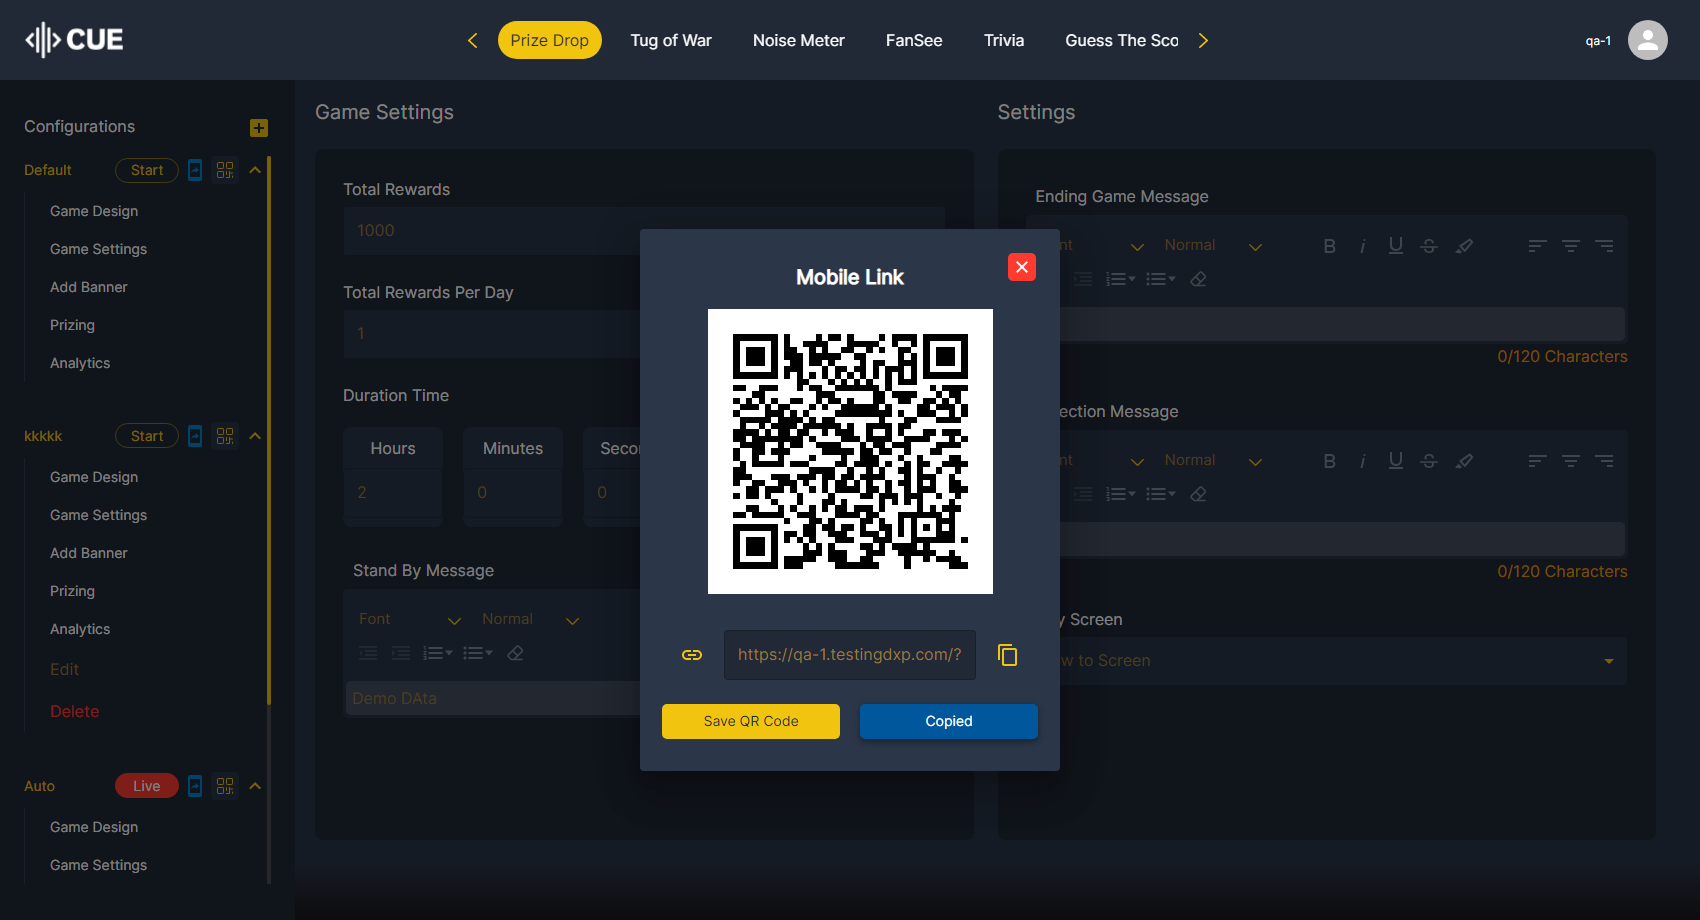 CUE
Prize Drop
Tug of War
Noise Meter
FanSee
Trivia
Guess The Sco
qa-1
Configurations
Default
Start
Game Design
Game Settings
Add Banner
Prizing
Analytics
kkkkk
Start
Game Design
Game Settings
Add Banner
Prizing
Analytics
Edit
Delete
Auto
Live
Game Design
Game Settings
Game Settings
Total Rewards
1000
Total Rewards Per Day
1
Duration Time
Hours
Minutes
Secon
2
0
0
Stand By Message
Font
Normal
Demo DAta
Mobile Link
https://qa-1.testingdxp.com/?
Save QR Code
Copied
Settings
Ending Game Message
nt
Normal
0/120 Characters
ection Message
nt
Normal
0/120 Characters
y Screen
w to Screen